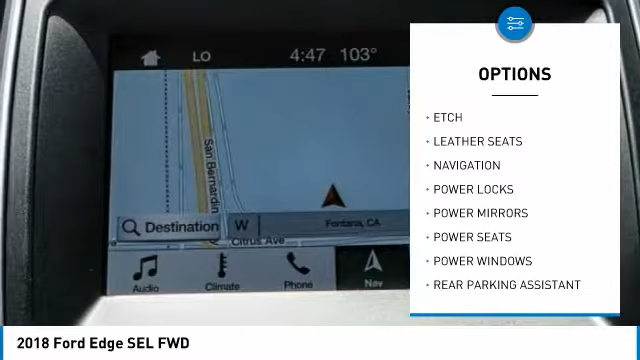 LO 4:47 103°
San Bernardin
Destination W Fontana, CA
Citrus Ave
Audio Climate Phone Nav
OPTIONS
ETCH
LEATHER SEATS
NAVIGATION
POWER LOCKS
POWER MIRRORS
POWER SEATS
POWER WINDOWS
REAR PARKING ASSISTANT
2018 Ford Edge SEL FWD